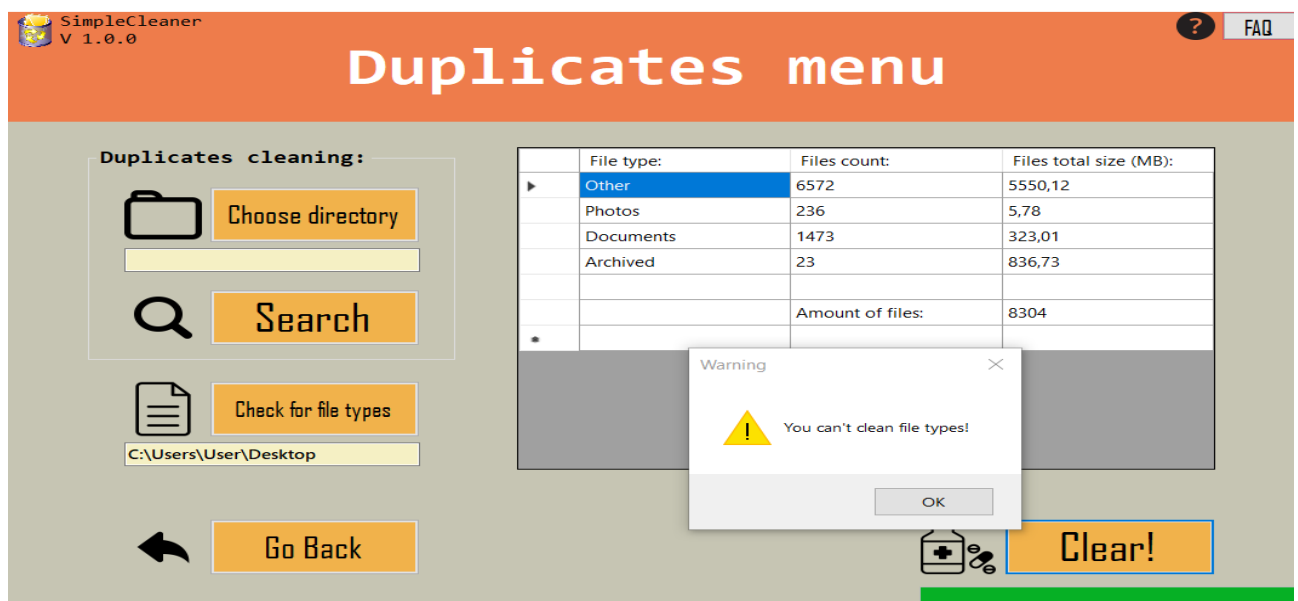 SimpleCleaner
V 1.0.0
? FAQ
Duplicates menu
Duplicates cleaning:
Choose directory
Search
Check for file types
C:\Users\User\Desktop
Go Back
File type: Files count: Files total size (MB):
Other 6572 5550,12
Photos 236 5,78
Documents 1473 323,01
Archived 23 836,73
Amount of files: 8304
Warning
You can't clean file types!
OK
Clear!